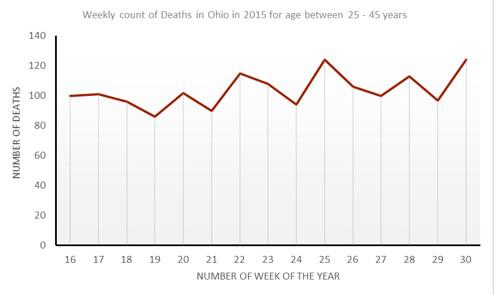 Weekly count of Deaths in Ohio in 2015 for age between 25 - 45 years
140
120
100
80
60
40
20
0
NUMBER OF DEATHS
16 17 18 19 20 21 22 23 24 25 26 27 28 29 30
NUMBER OF WEEK OF THE YEAR